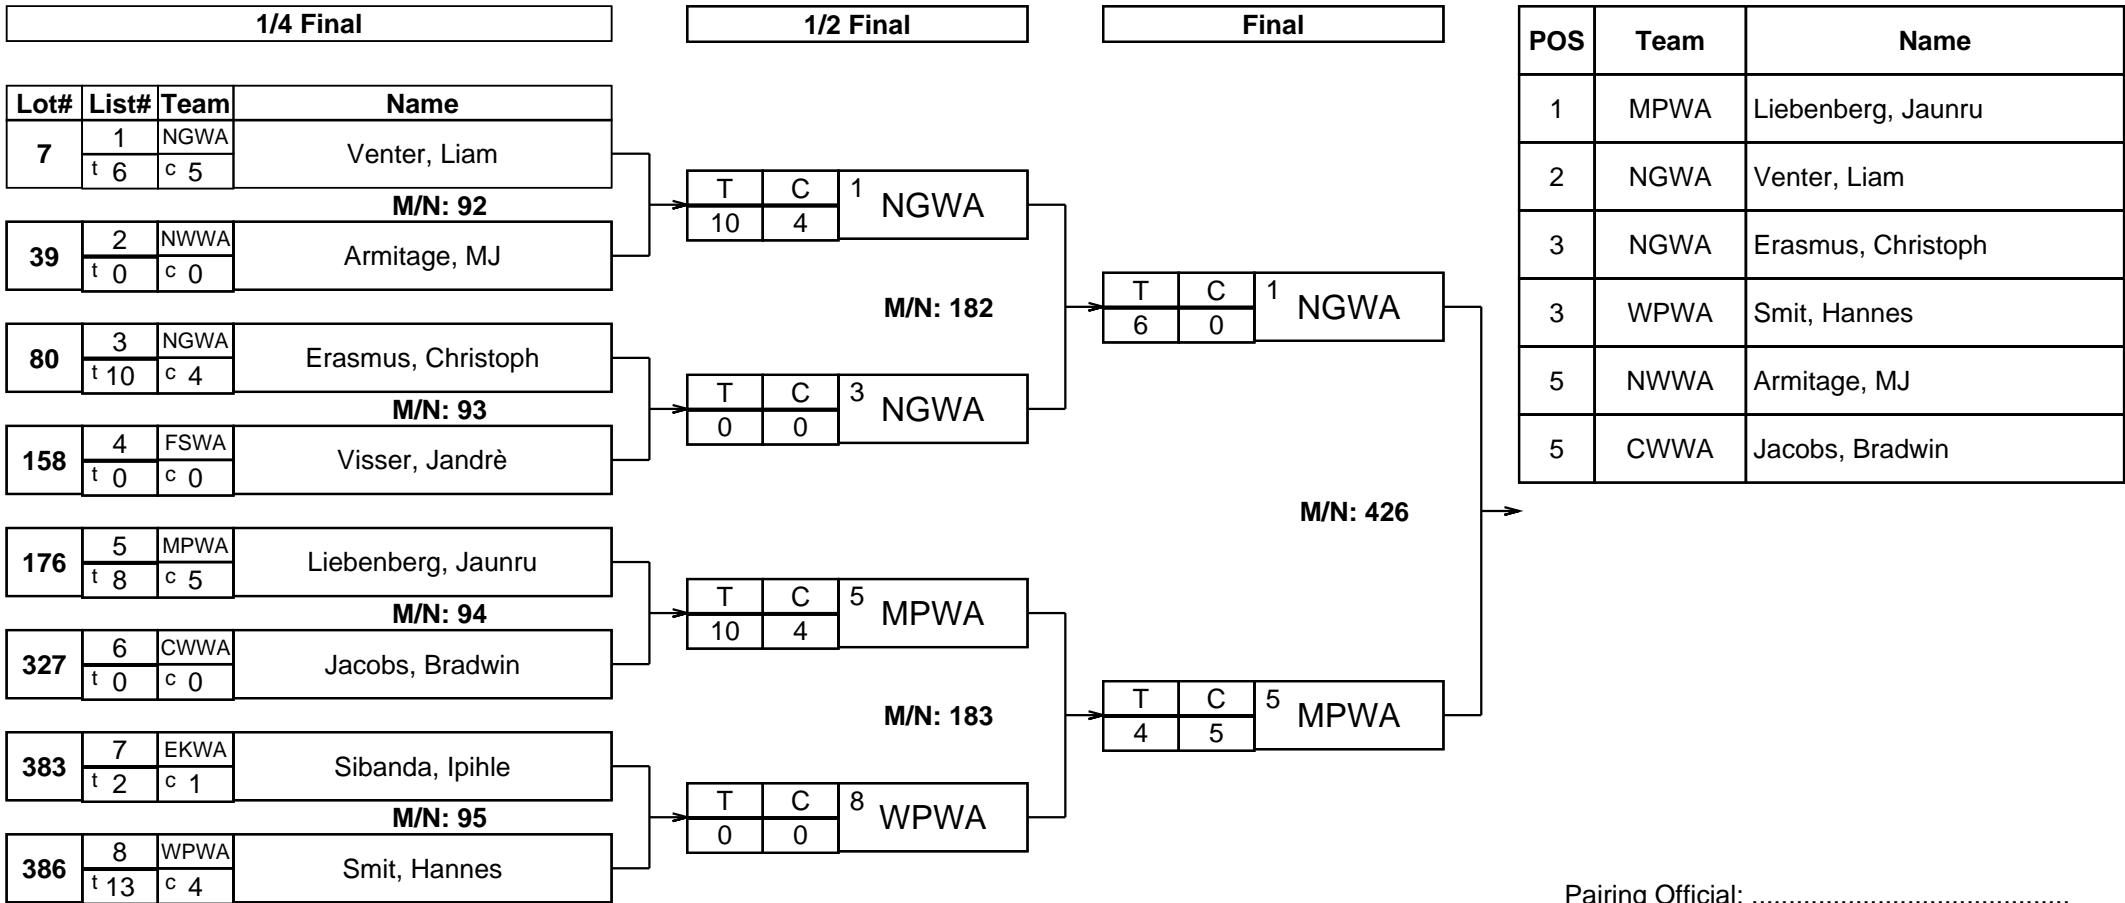 1/4 Final
1/2 Final
Final
Lot# List# Team Name
7 1 NGWA Venter, Liam
t 6 c 5
M/N: 92
39 2 NWWA Armitage, MJ
t 0 c 0
80 3 NGWA Erasmus, Christoph
t 10 c 4
M/N: 93
158 4 FSWA Visser, Jandrè
t 0 c 0
176 5 MPWA Liebenberg, Jaunru
t 8 c 5
M/N: 94
327 6 CWWA Jacobs, Bradwin
t 0 c 0
383 7 EKWA Sibanda, Ipihle
t 2 c 1
M/N: 95
386 8 WPWA Smit, Hannes
t 13 c 4
T C 1 NGWA
10 4
M/N: 182
T C 3 NGWA
0 0
T C 5 MPWA
10 4
M/N: 183
T C 8 WPWA
0 0
T C 1 NGWA
6 0
M/N: 426
T C 5 MPWA
4 5
POS Team Name
1 MPWA Liebenberg, Jaunru
2 NGWA Venter, Liam
3 NGWA Erasmus, Christoph
3 WPWA Smit, Hannes
5 NWWA Armitage, MJ
5 CWWA Jacobs, Bradwin
Pairing Official: ...........................................